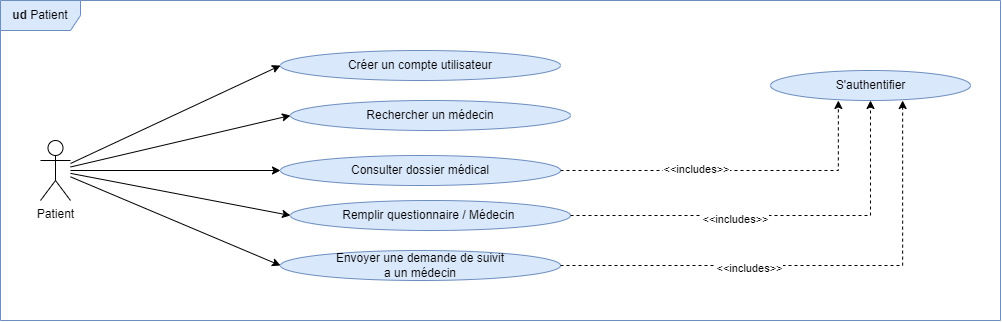 ud Patient
Créer un compte utilisateur
S'authentifier
Rechercher un médecin
Consulter dossier médical
<<includes>>
Patient
Remplir questionnaire / Médecin
<<includes>>
Envoyer une demande de suivit
a un médecin
<<includes>>